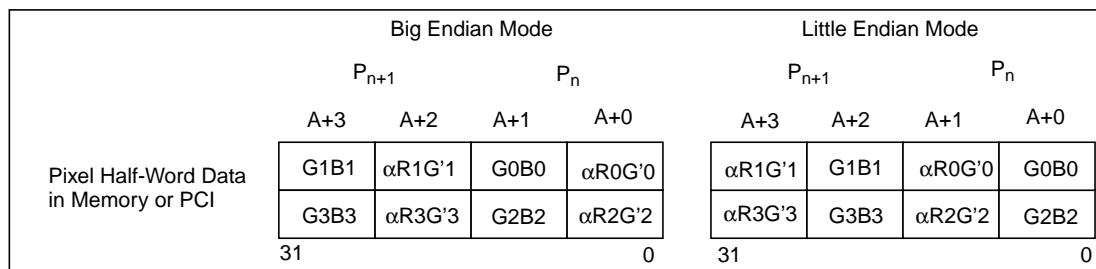 Big Endian Mode Little Endian Mode
Pn+1 Pn Pn+1 Pn
A+3 A+2 A+1 A+0 A+3 A+2 A+1 A+0
Pixel Half-Word Data G1B1 αR1G'1 G0B0 αR0G'0 αR1G'1 G1B1 αR0G'0 G0B0
in Memory or PCI G3B3 αR3G'3 G2B2 αR2G'2 αR3G'3 G3B3 αR2G'2 G2B2
31 0 31 0